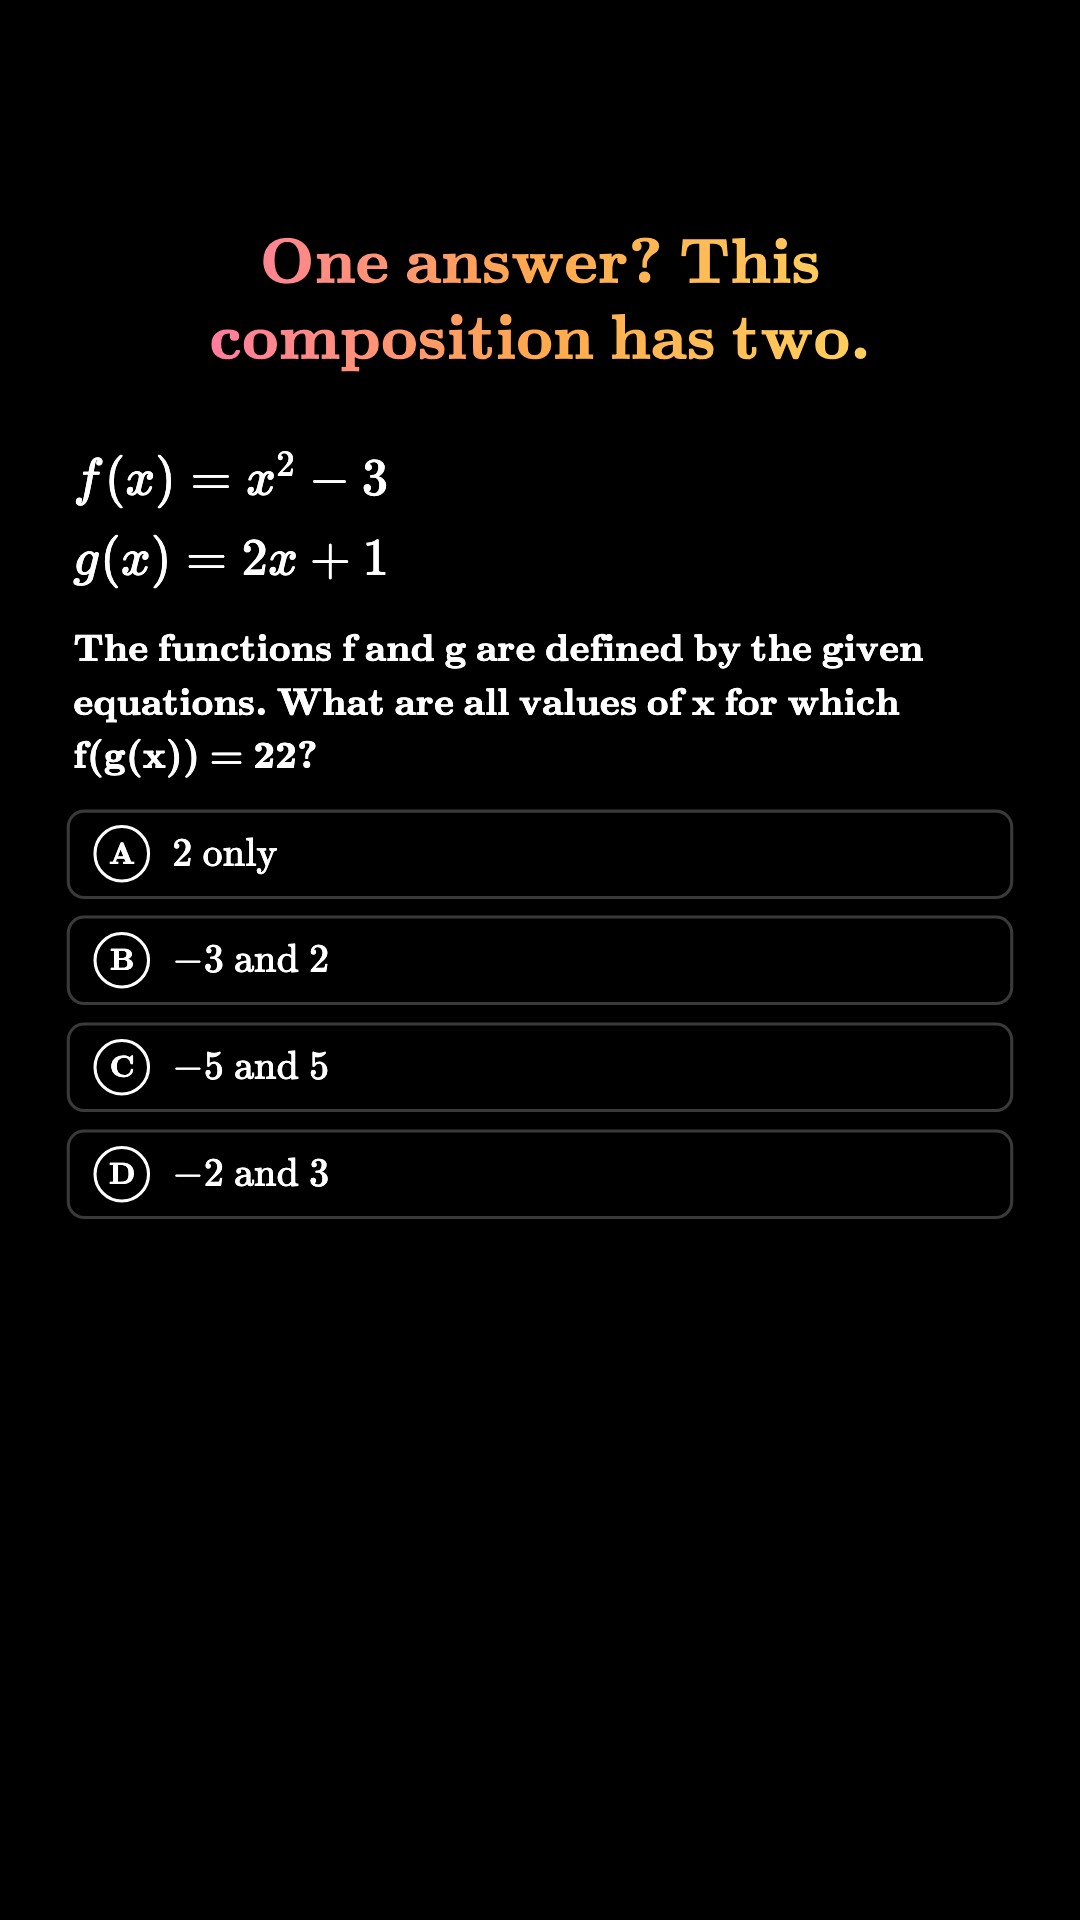 One answer? This
composition has two.
f(x) = x² − 3
g(x) = 2x + 1
The functions f and g are defined by the given
equations. What are all values of x for which
f(g(x)) = 22?
A 2 only
B −3 and 2
C −5 and 5
D −2 and 3